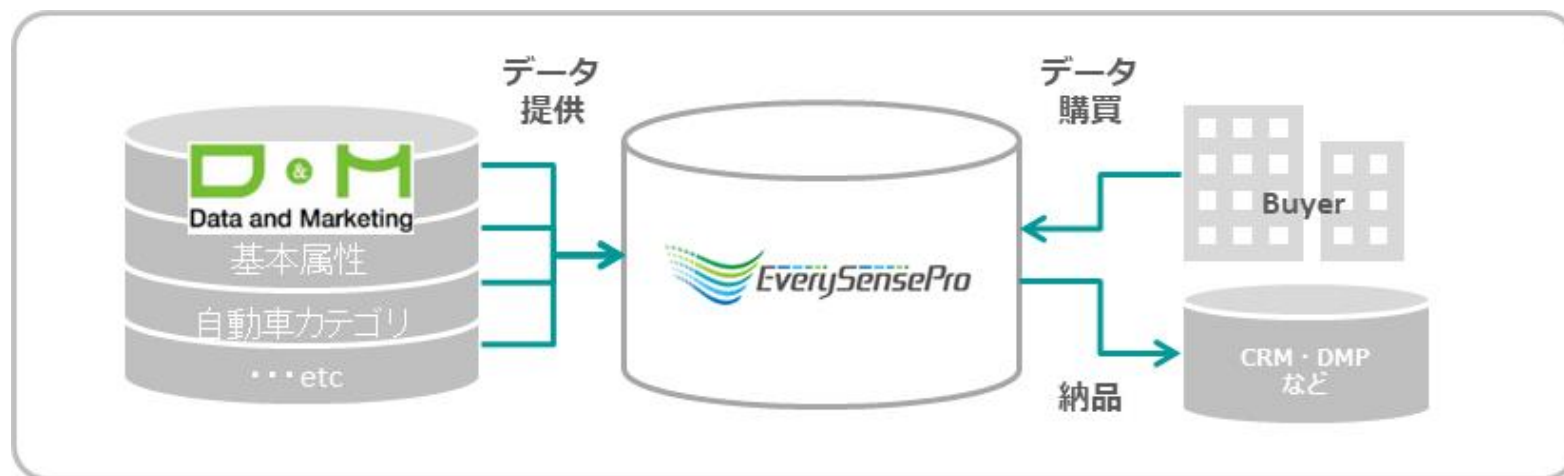 データ
提供
データ
購買
D & M
Data and Marketing
基本属性
自動車カテゴリ
・・・etc
EverySensePro
Buyer
CRM・DMP
など
納品